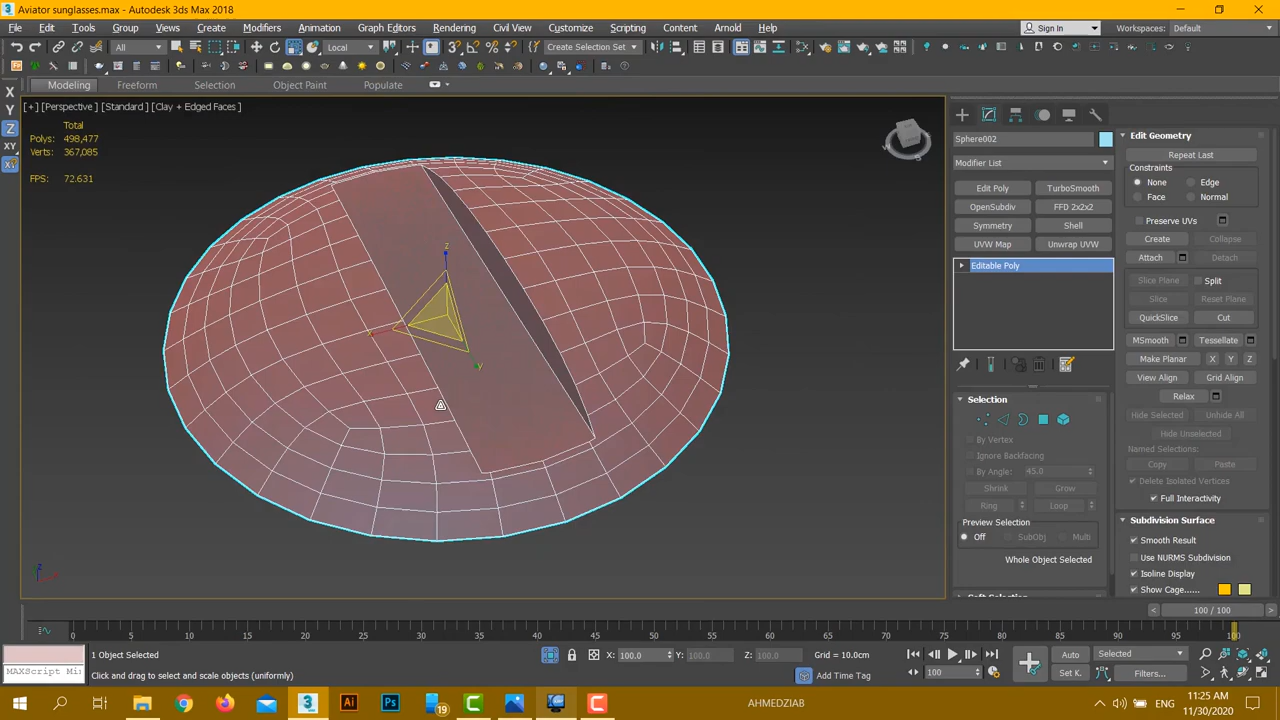 Aviator sunglasses.max - Autodesk 3ds Max 2018
File Edit Tools Group Views Create Modifiers Animation Graph Editors Rendering Civil View Customize Scripting Content Arnold Help
Sign In Workspaces: Default
All Local Create Selection Set
Modeling Freeform Selection Object Paint Populate
X
Y
Z
XY
[+] [Perspective] [Standard] [Clay + Edged Faces]
Total
Polys: 498,477
Verts: 367,085
FPS: 72.631
z
x
y
z
Sphere002
Modifier List
Edit Poly TurboSmooth
OpenSubdiv FFD 2x2x2
Symmetry Shell
UVW Map Unwrap UVW
Editable Poly
Selection
By Vertex
Ignore Backfacing
By Angle: 45.0
Shrink Grow
Ring Loop
Preview Selection
Off SubObj Multi
Whole Object Selected
Edit Geometry
Repeat Last
Constraints
None Edge
Face Normal
Preserve UVs
Create Collapse
Attach Detach
Slice Plane Split
Slice Reset Plane
QuickSlice Cut
MSmooth Tessellate
Make Planar X Y Z
View Align Grid Align
Relax
Hide Selected Unhide All
Hide Unselected
Named Selections:
Copy Paste
Delete Isolated Vertices
Full Interactivity
Subdivision Surface
Smooth Result
Use NURMS Subdivision
Isoline Display
Show Cage......
100 / 100
0 5 10 15 20 25 30 35 40 45 50 55 60 65 70 75 80 85 90 95 100
1 Object Selected
X: 100.0 Y: 100.0 Z: 100.0 Grid = 10.0cm
Auto Selected
MAXScript Mi:
Click and drag to select and scale objects (uniformly)
Add Time Tag
100
Set K. Filters...
3 Ai Ps 19
AHMEDZIAB
ENG
11:25 AM
11/30/2020